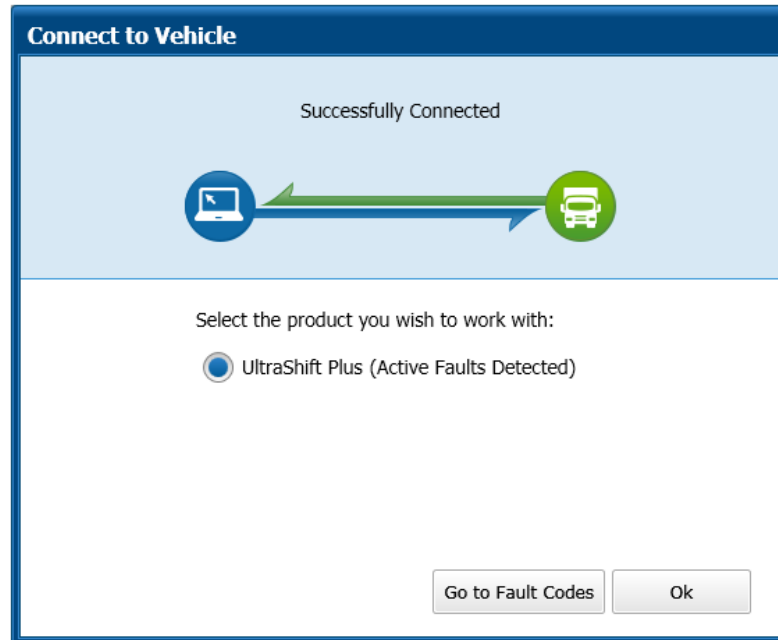 Connect to Vehicle
Successfully Connected
Select the product you wish to work with:
UltraShift Plus (Active Faults Detected)
Go to Fault Codes
Ok